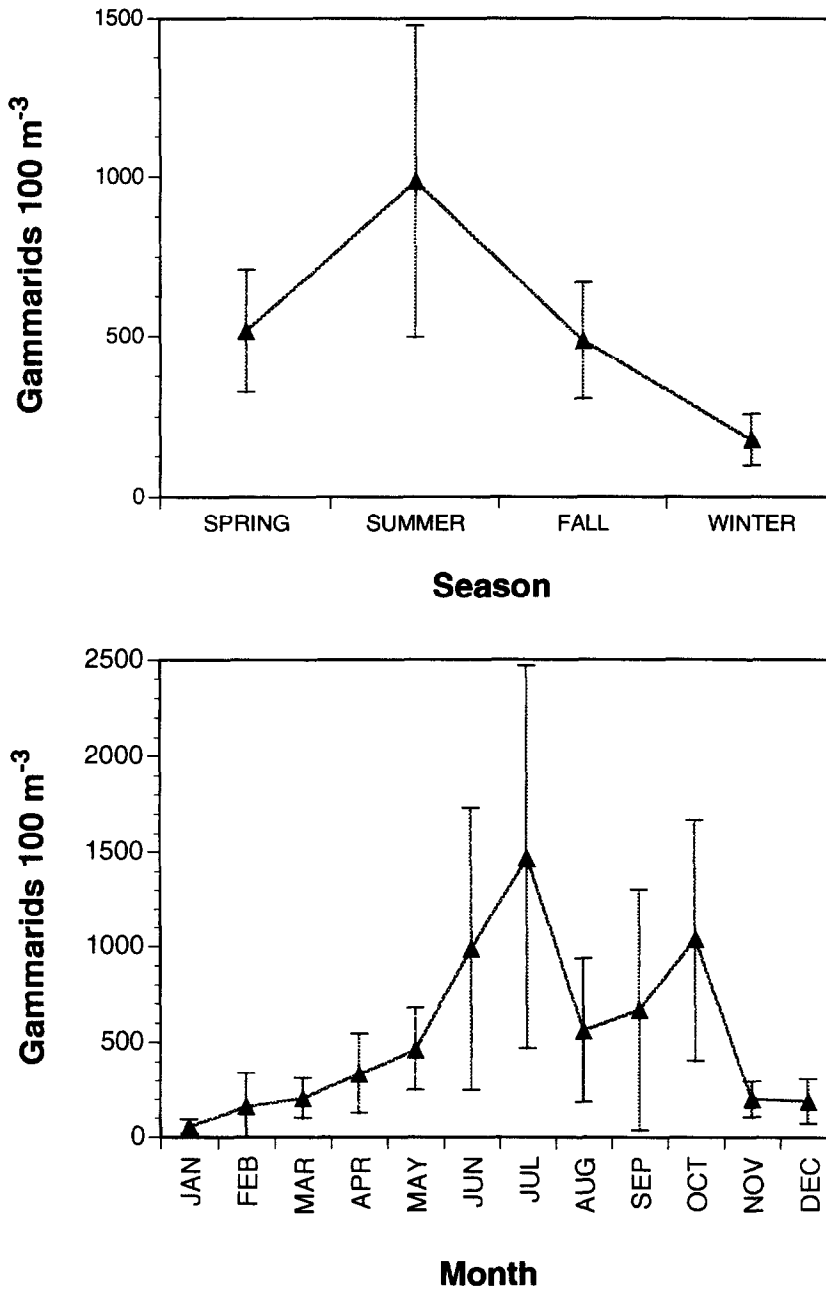 1500
1000
500
0
Gammarids 100 m-3
SPRING SUMMER FALL WINTER
Season
2500
2000
1500
1000
500
0
Gammarids 100 m-3
JAN FEB MAR APR MAY JUN JUL AUG SEP OCT NOV DEC
Month